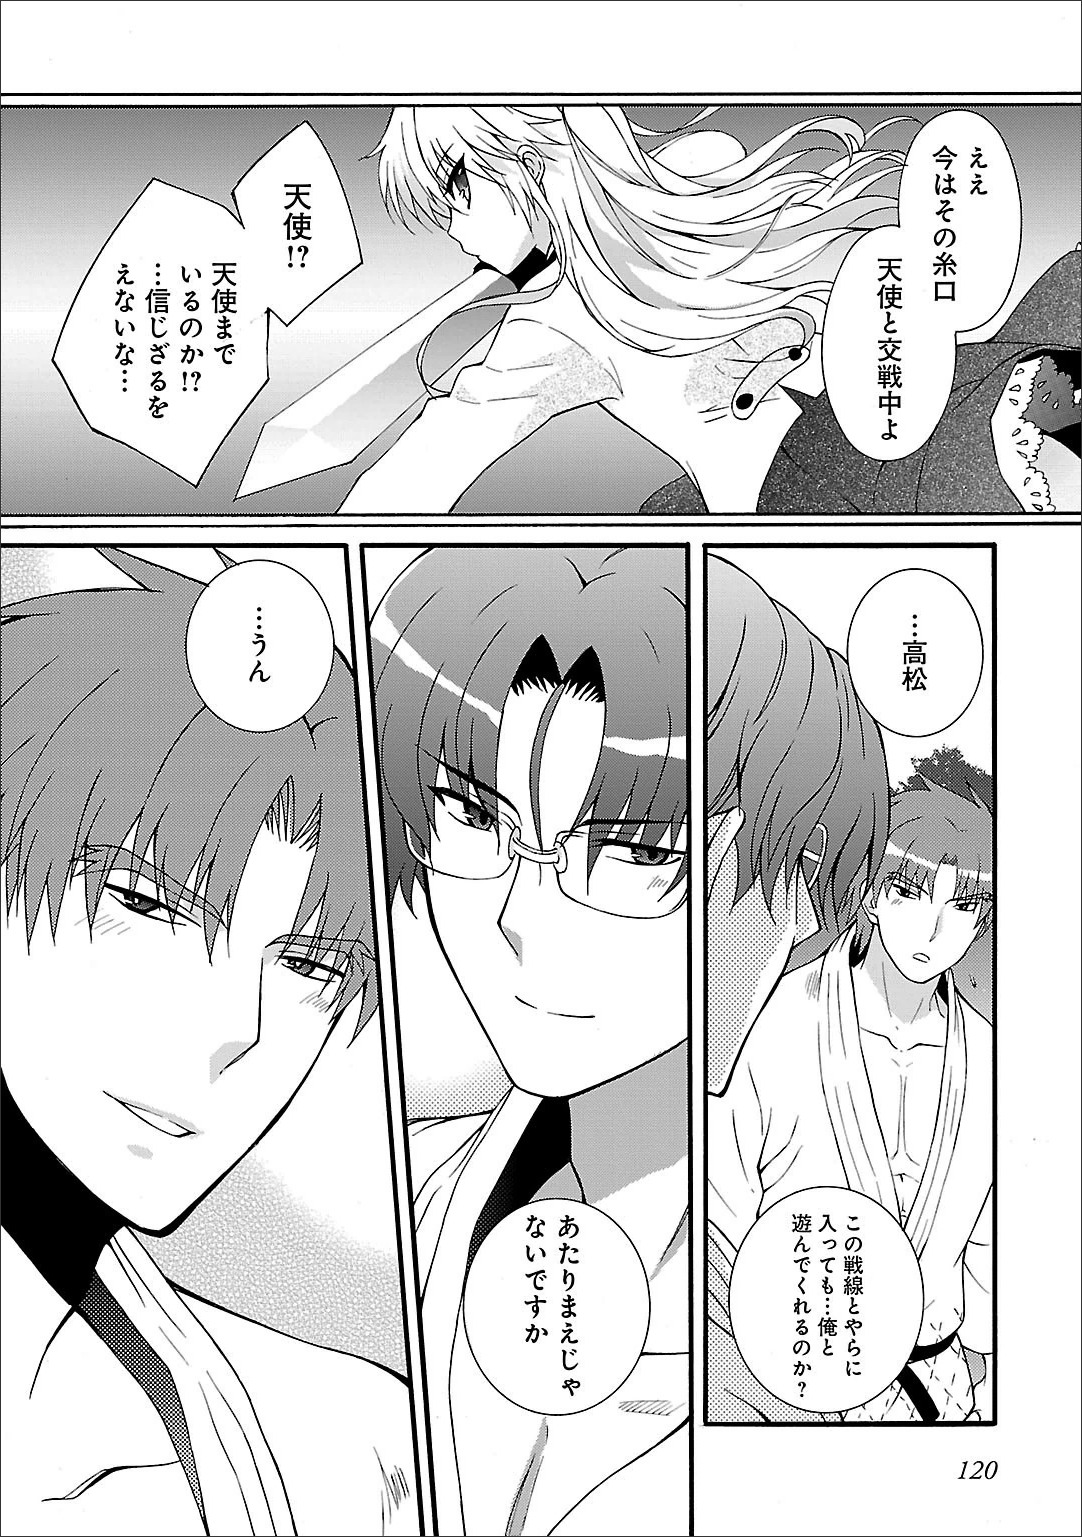 ええ
今はその糸口
天使と交戦中よ
天使!?
天使まで
いるのか!?
…信じざるを
えないな…
…高松
この戦線とやらに
入っても…俺と
遊んでくれるのか？
あたりまえじゃ
ないですか
…うん
120